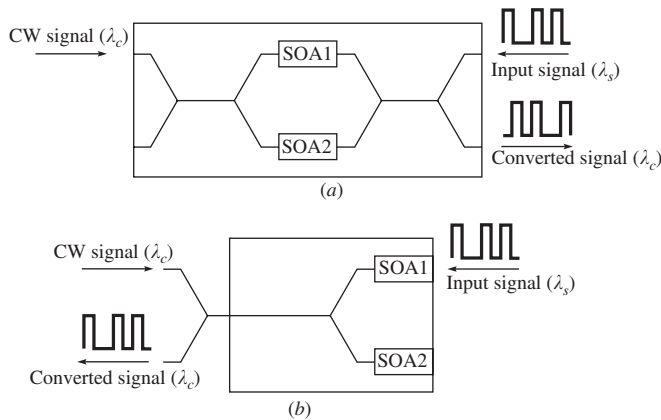 CW signal (λc)
SOA1
Input signal (λs)
SOA2
Converted signal (λc)
(a)
CW signal (λc)
SOA1
Input signal (λs)
SOA2
Converted signal (λc)
(b)